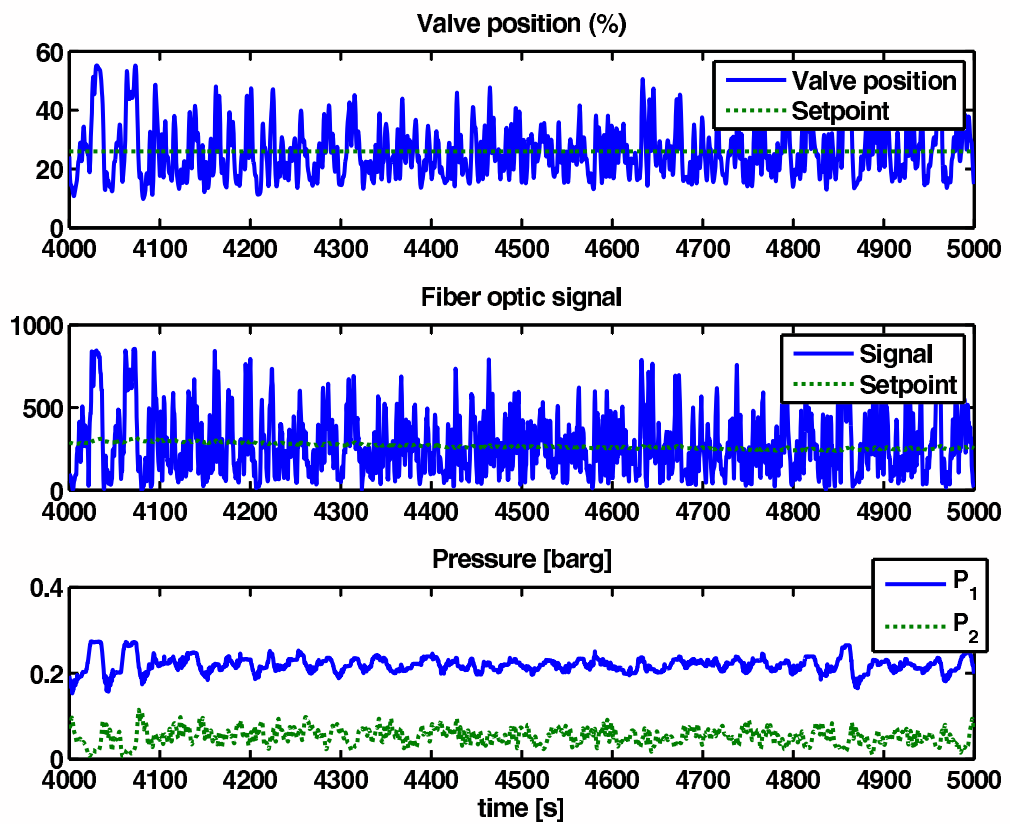 Valve position (%)
60
40
20
0
Valve position
Setpoint
4000 4100 4200 4300 4400 4500 4600 4700 4800 4900 5000
Fiber optic signal
1000
500
0
Signal
Setpoint
4000 4100 4200 4300 4400 4500 4600 4700 4800 4900 5000
Pressure [barg]
0.4
0.2
0
P1
P2
4000 4100 4200 4300 4400 4500 4600 4700 4800 4900 5000
time [s]